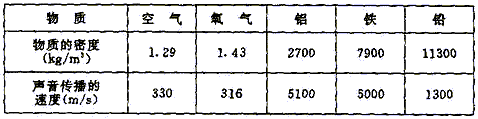 物 质 空 气 氧 气 铝 铁 铅
物质的密度 (kg/m³) 1.29 1.43 2700 7900 11300
声音传播的 速度(m/s) 330 316 5100 5000 1300